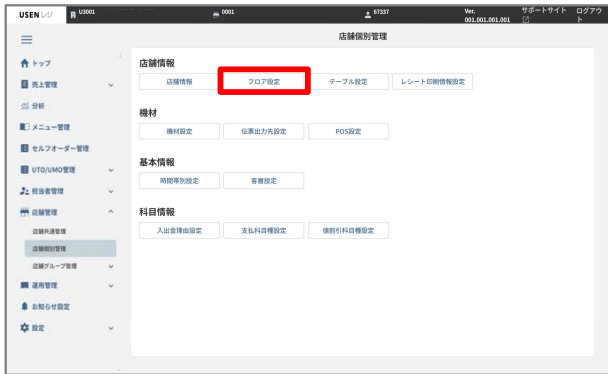 USEN レジ U3001 0001 67337 Ver. 001.001.001.001 サポートサイト ログアウト
店舗個別管理
トップ
売上管理
分析
メニュー管理
セルフオーダー管理
UTO/UMO管理
担当者管理
店舗管理
店舗共通管理
店舗個別管理
店舗グループ管理
運用管理
お知らせ設定
設定
店舗情報
店舗情報 フロア設定 テーブル設定 レシート印刷情報設定
機材
機材設定 伝票出力先設定 POS設定
基本情報
時間帯別設定 客層設定
科目情報
入出金理由設定 支払科目種設定 値割引科目種設定